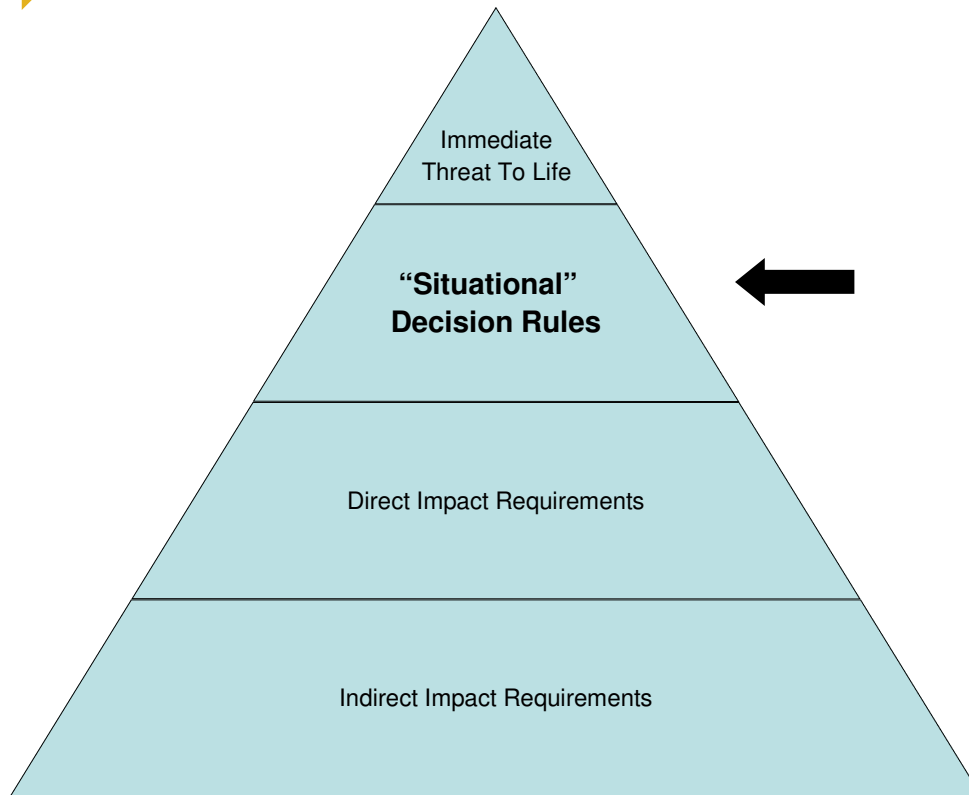 Immediate
Threat To Life
“Situational”
Decision Rules
Direct Impact Requirements
Indirect Impact Requirements